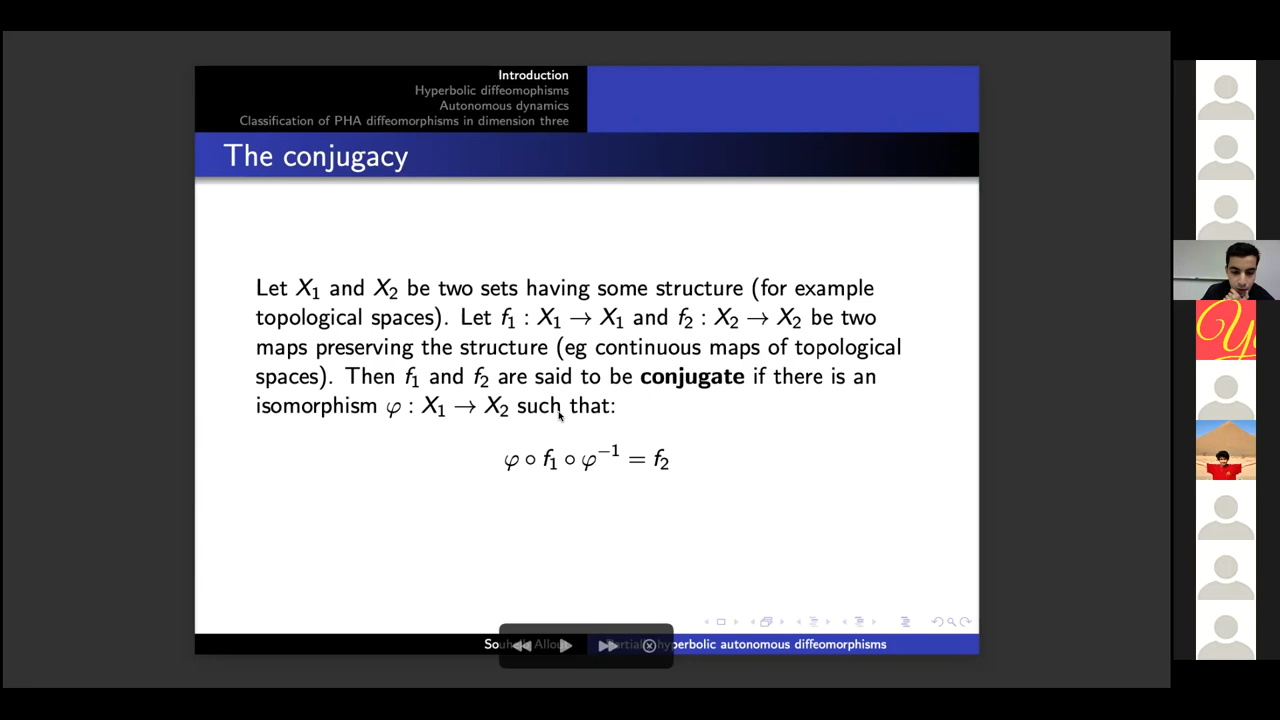 Introduction
Hyperbolic diffeomophisms
Autonomous dynamics
Classification of PHA diffeomorphisms in dimension three
The conjugacy
Let X₁ and X₂ be two sets having some structure (for example
topological spaces). Let f₁ : X₁ → X₁ and f₂ : X₂ → X₂ be two
maps preserving the structure (eg continuous maps of topological
spaces). Then f₁ and f₂ are said to be conjugate if there is an
isomorphism φ : X₁ → X₂ such that:
φ ∘ f₁ ∘ φ⁻¹ = f₂
hyperbolic autonomous diffeomorphisms